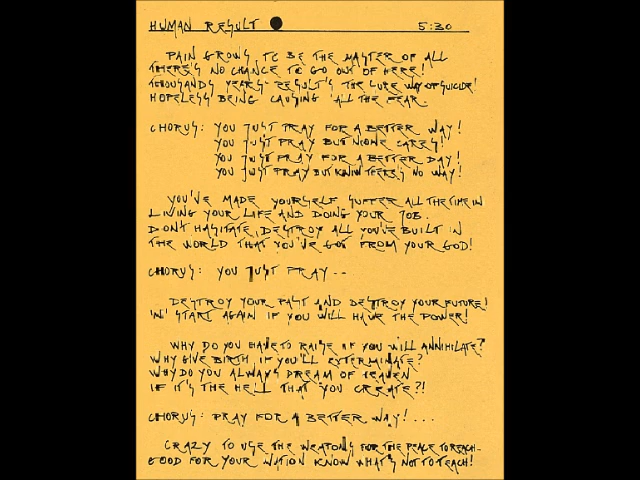 HUMAN RESULT 5:30
PAIN GROWS TO BE THE MASTER OF ALL
THERE'S NO CHANCE TO GO OUT OF HERE!
THOUSANDS YEARS RESULT'S THE LURE WAY OF SUICIDE!
HOPELESS BEING CAUSING ALL THE FEAR.
CHORUS: YOU JUST PRAY FOR A BETTER WAY!
YOU JUST PRAY BUT NOONE CARES!
YOU JUST PRAY FOR A BETTER DAY!
YOU JUST PRAY BUT KNOW THERE'S NO WAY!
YOU'VE MADE YOURSELF SUFFER ALL THE TIME IN
LIVING YOUR LIFE AND DOING YOUR JOB.
DON'T HASITATE, DESTROY ALL YOU'VE BUILT IN
THE WORLD THAT YOU'VE GOT FROM YOUR GOD!
CHORUS: YOU JUST PRAY --
DESTROY YOUR PAST AND DESTROY YOUR FUTURE!
'N' START AGAIN IF YOU WILL HAVE THE POWER!
WHY DO YOU HAVE TO RAISE IF YOU WILL ANNIHILATE?
WHY GIVE BIRTH IF YOU'LL EXTERMINATE?
WHY DO YOU ALWAYS DREAM OF HEAVEN
IF IT'S THE HELL THAT YOU CREATE?!
CHORUS: PRAY FOR A BETTER WAY!...
CRAZY TO USE THE WEAPONS FOR THE PEACE TO REACH-
GOOD FOR YOUR NATION KNOW WHAT'S NOT TO TEACH!